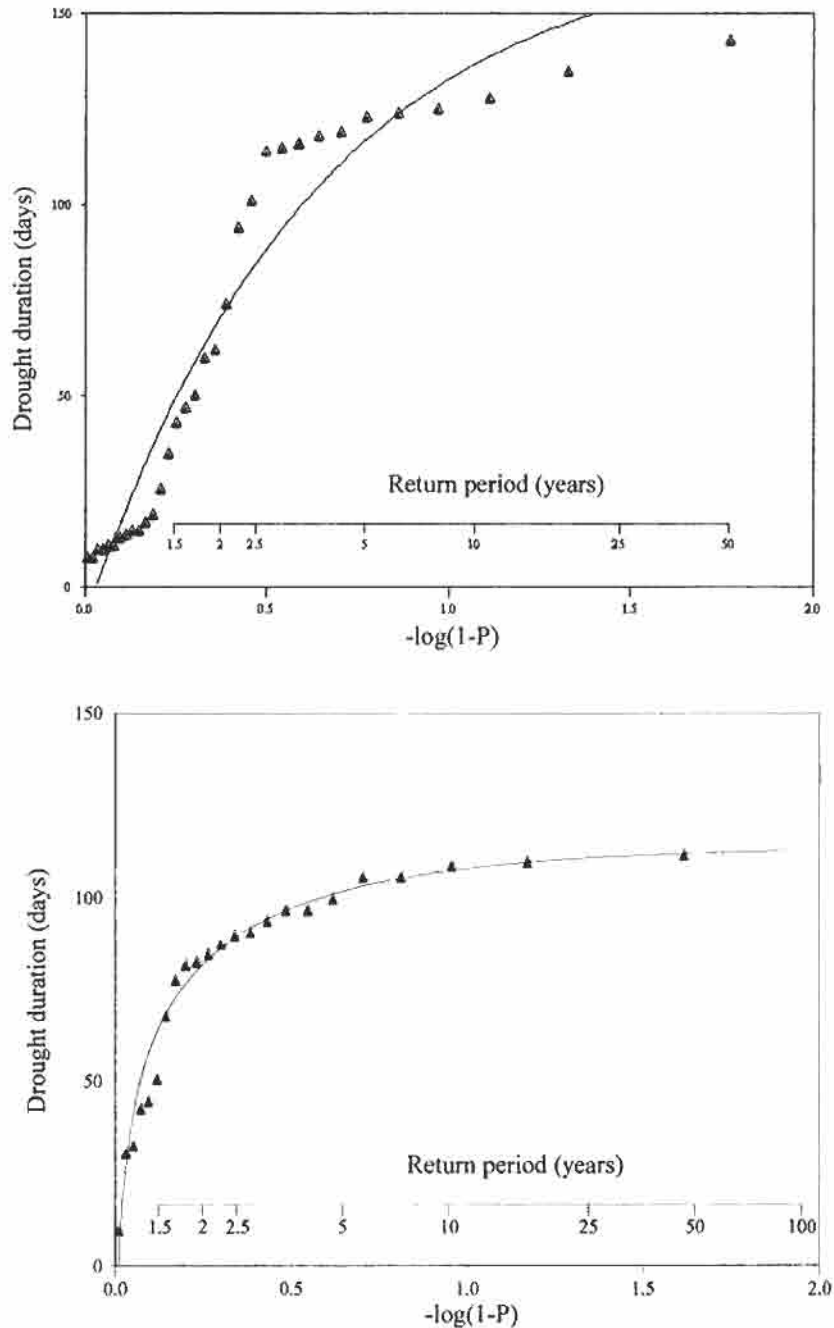 150
100
50
0
Drought duration (days)
Return period (years)
1.5 2 2.5 5 10 25 50
0.0 0.5 1.0 1.5 2.0
-log(1-P)
150
100
50
0
Drought duration (days)
Return period (years)
1.5 2 2.5 5 10 25 50 100
0.0 0.5 1.0 1.5 2.0
-log(1-P)